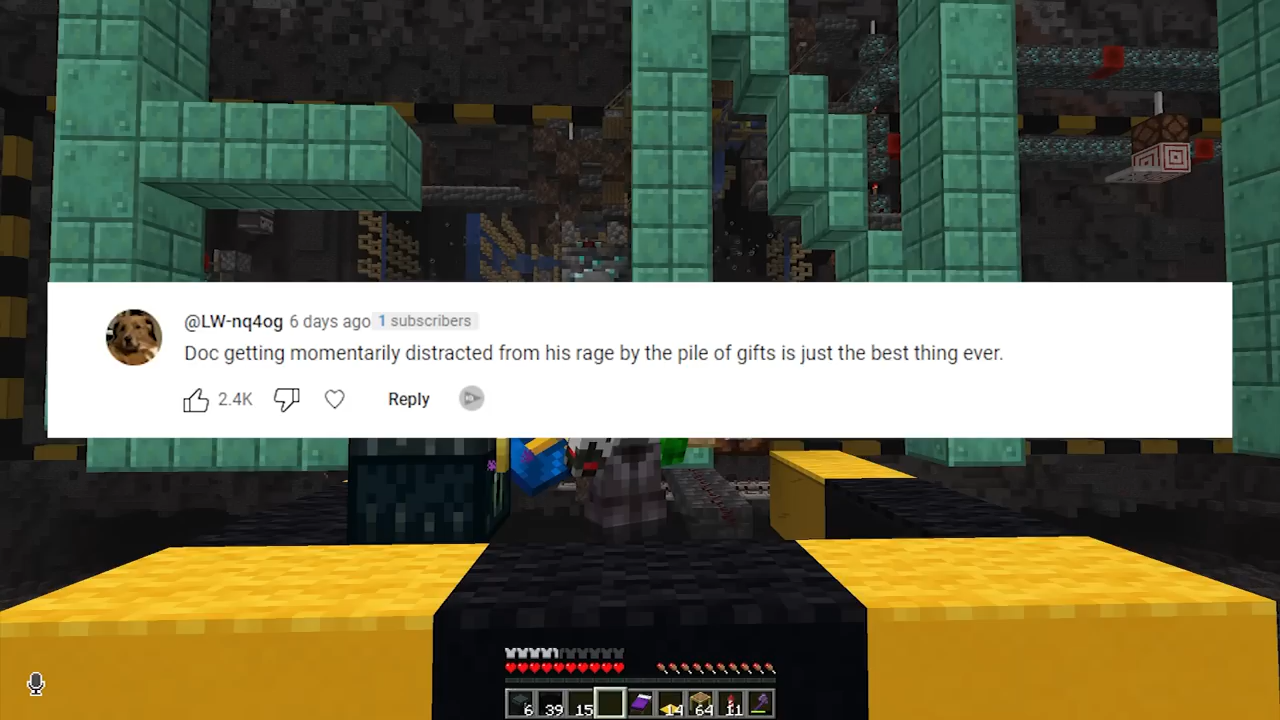 @LW-nq4og 6 days ago 1 subscribers
Doc getting momentarily distracted from his rage by the pile of gifts is just the best thing ever.
2.4K Reply
6 39 15 14 64 11